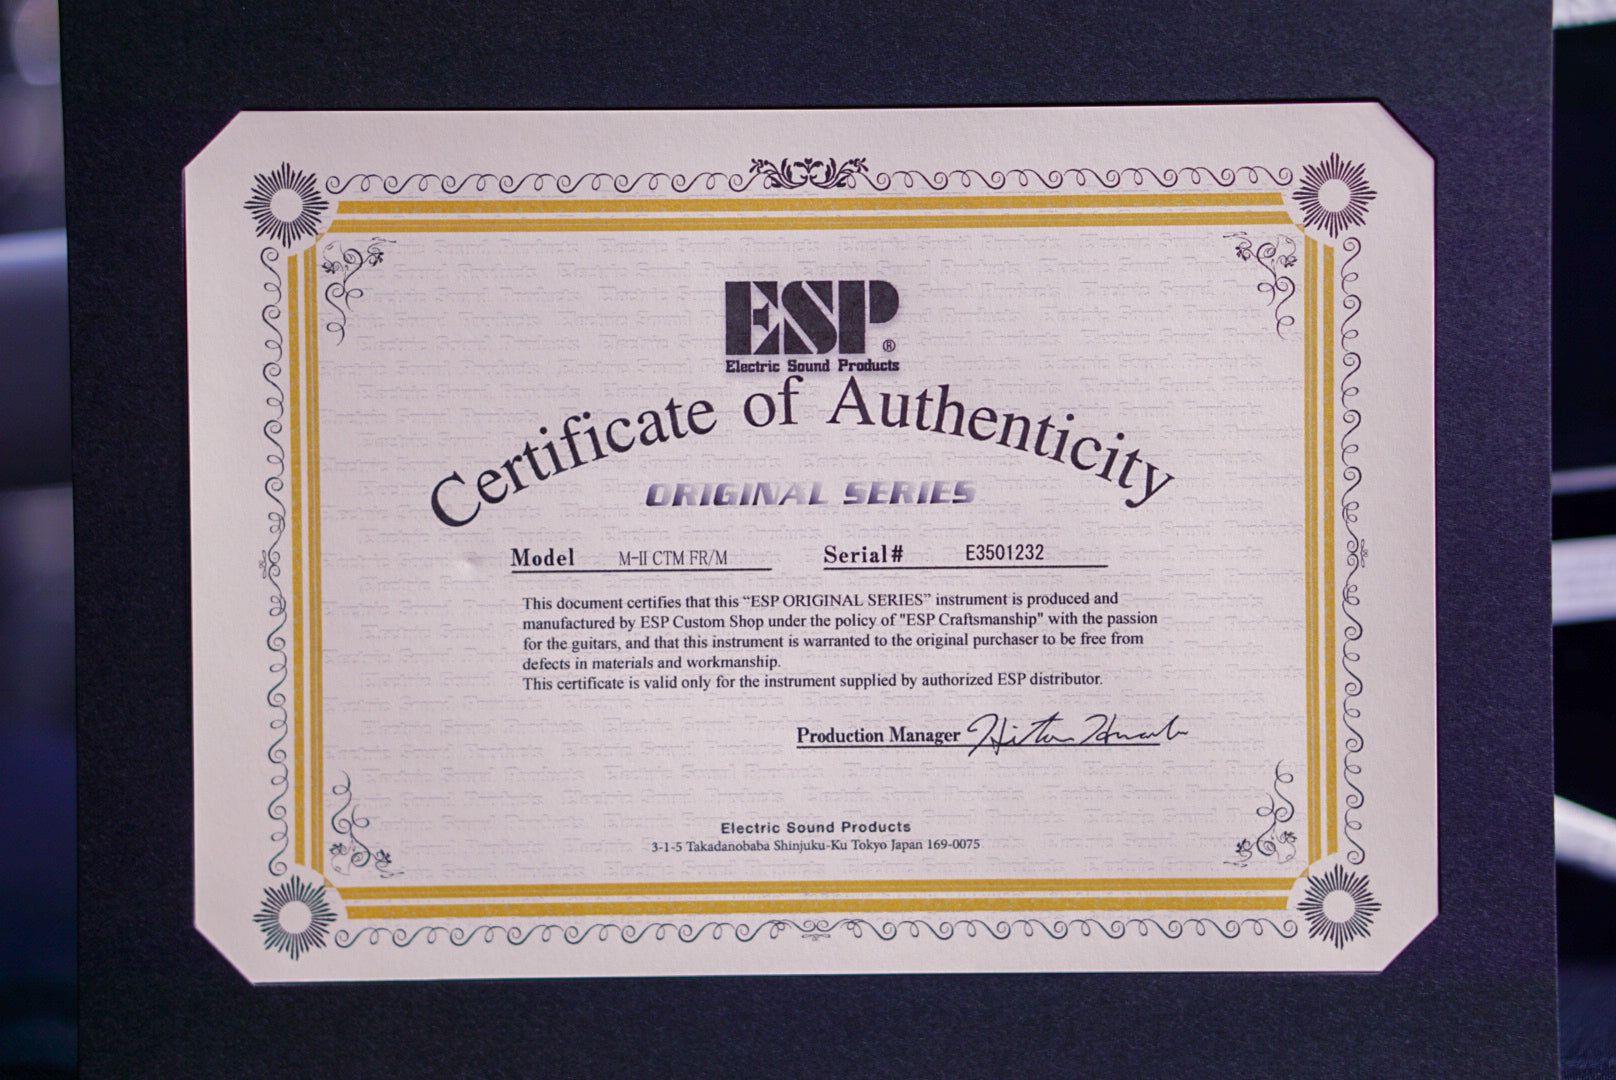 ESP®
Electric Sound Products
Certificate of Authenticity
ORIGINAL SERIES
Model M-II CTM FR/M Serial# E3501232
This document certifies that this “ESP ORIGINAL SERIES” instrument is produced and
manufactured by ESP Custom Shop under the policy of "ESP Craftsmanship" with the passion
for the guitars, and that this instrument is warranted to the original purchaser to be free from
defects in materials and workmanship.
This certificate is valid only for the instrument supplied by authorized ESP distributor.
Production Manager
Electric Sound Products
3-1-5 Takadanobaba Shinjuku-Ku Tokyo Japan 169-0075